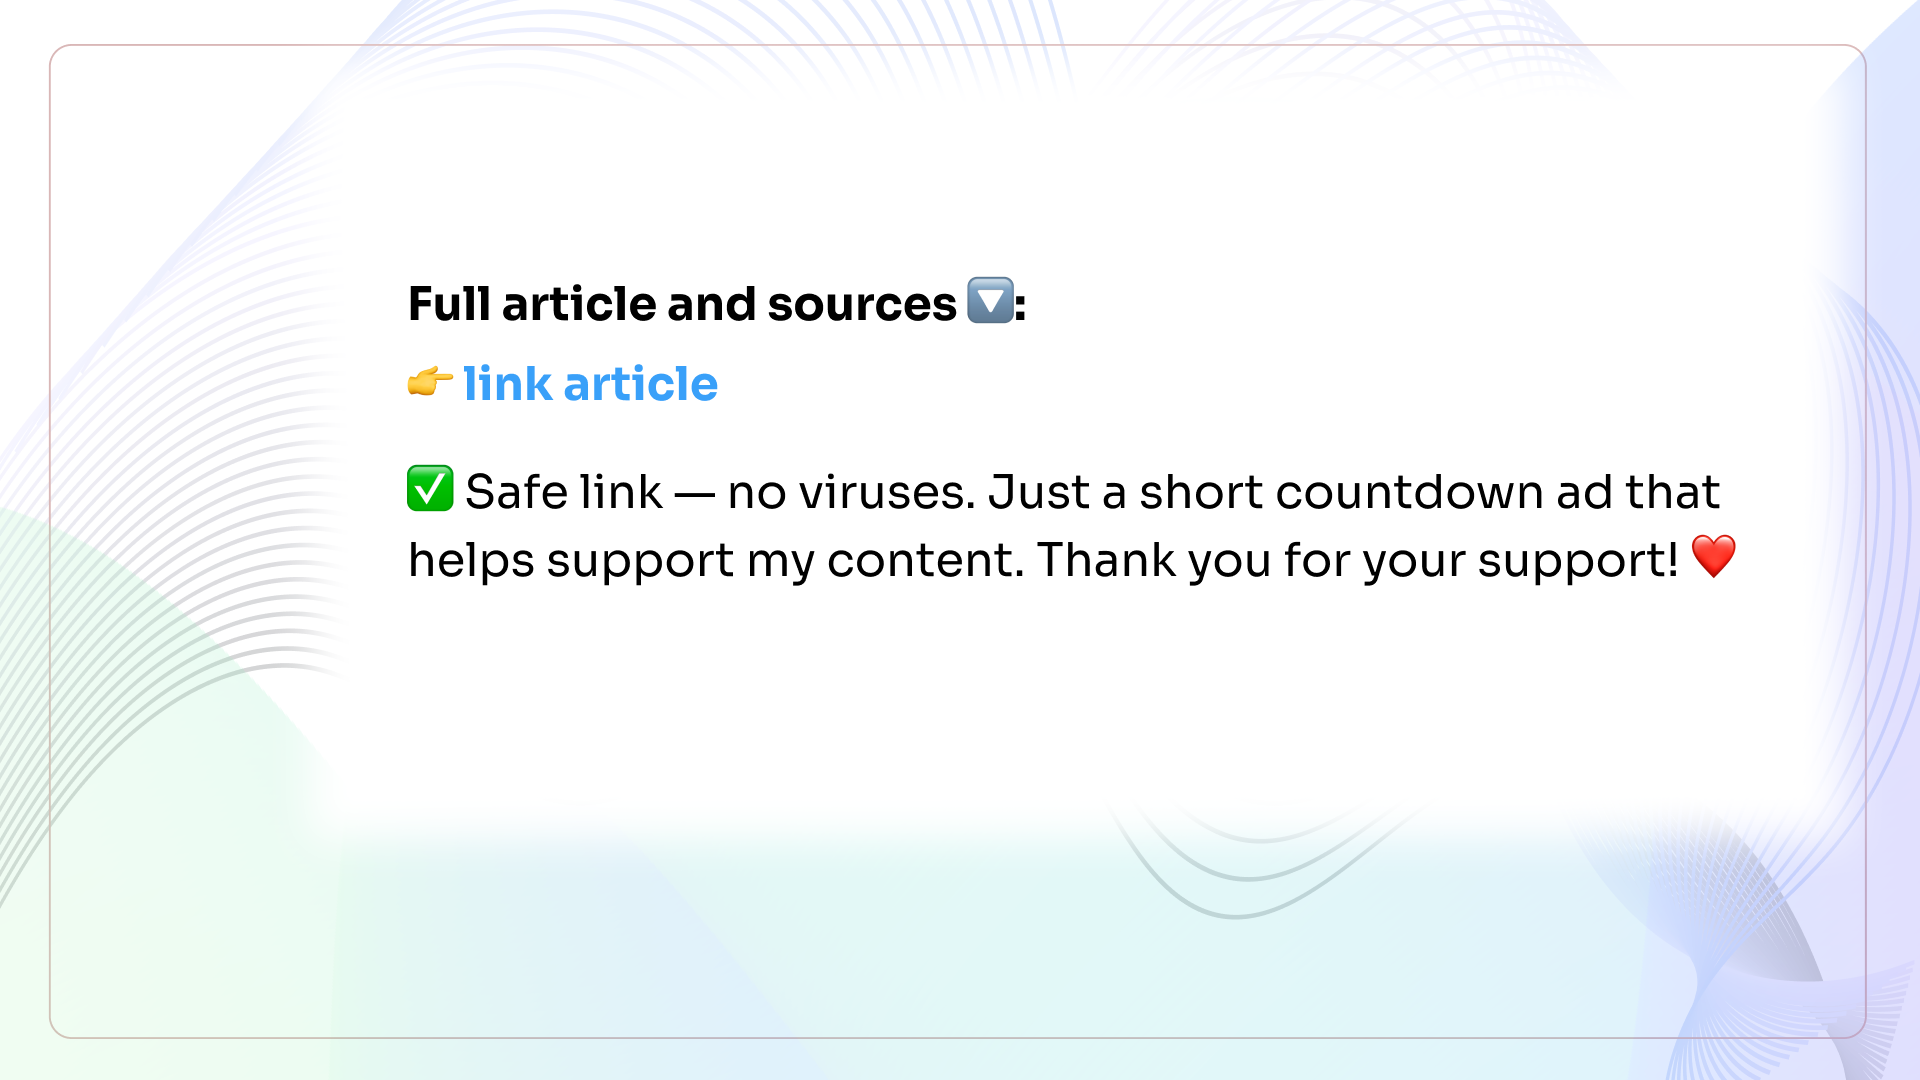 Full article and sources 🔽:
👉 link article
✅ Safe link — no viruses. Just a short countdown ad that
helps support my content. Thank you for your support! ❤️